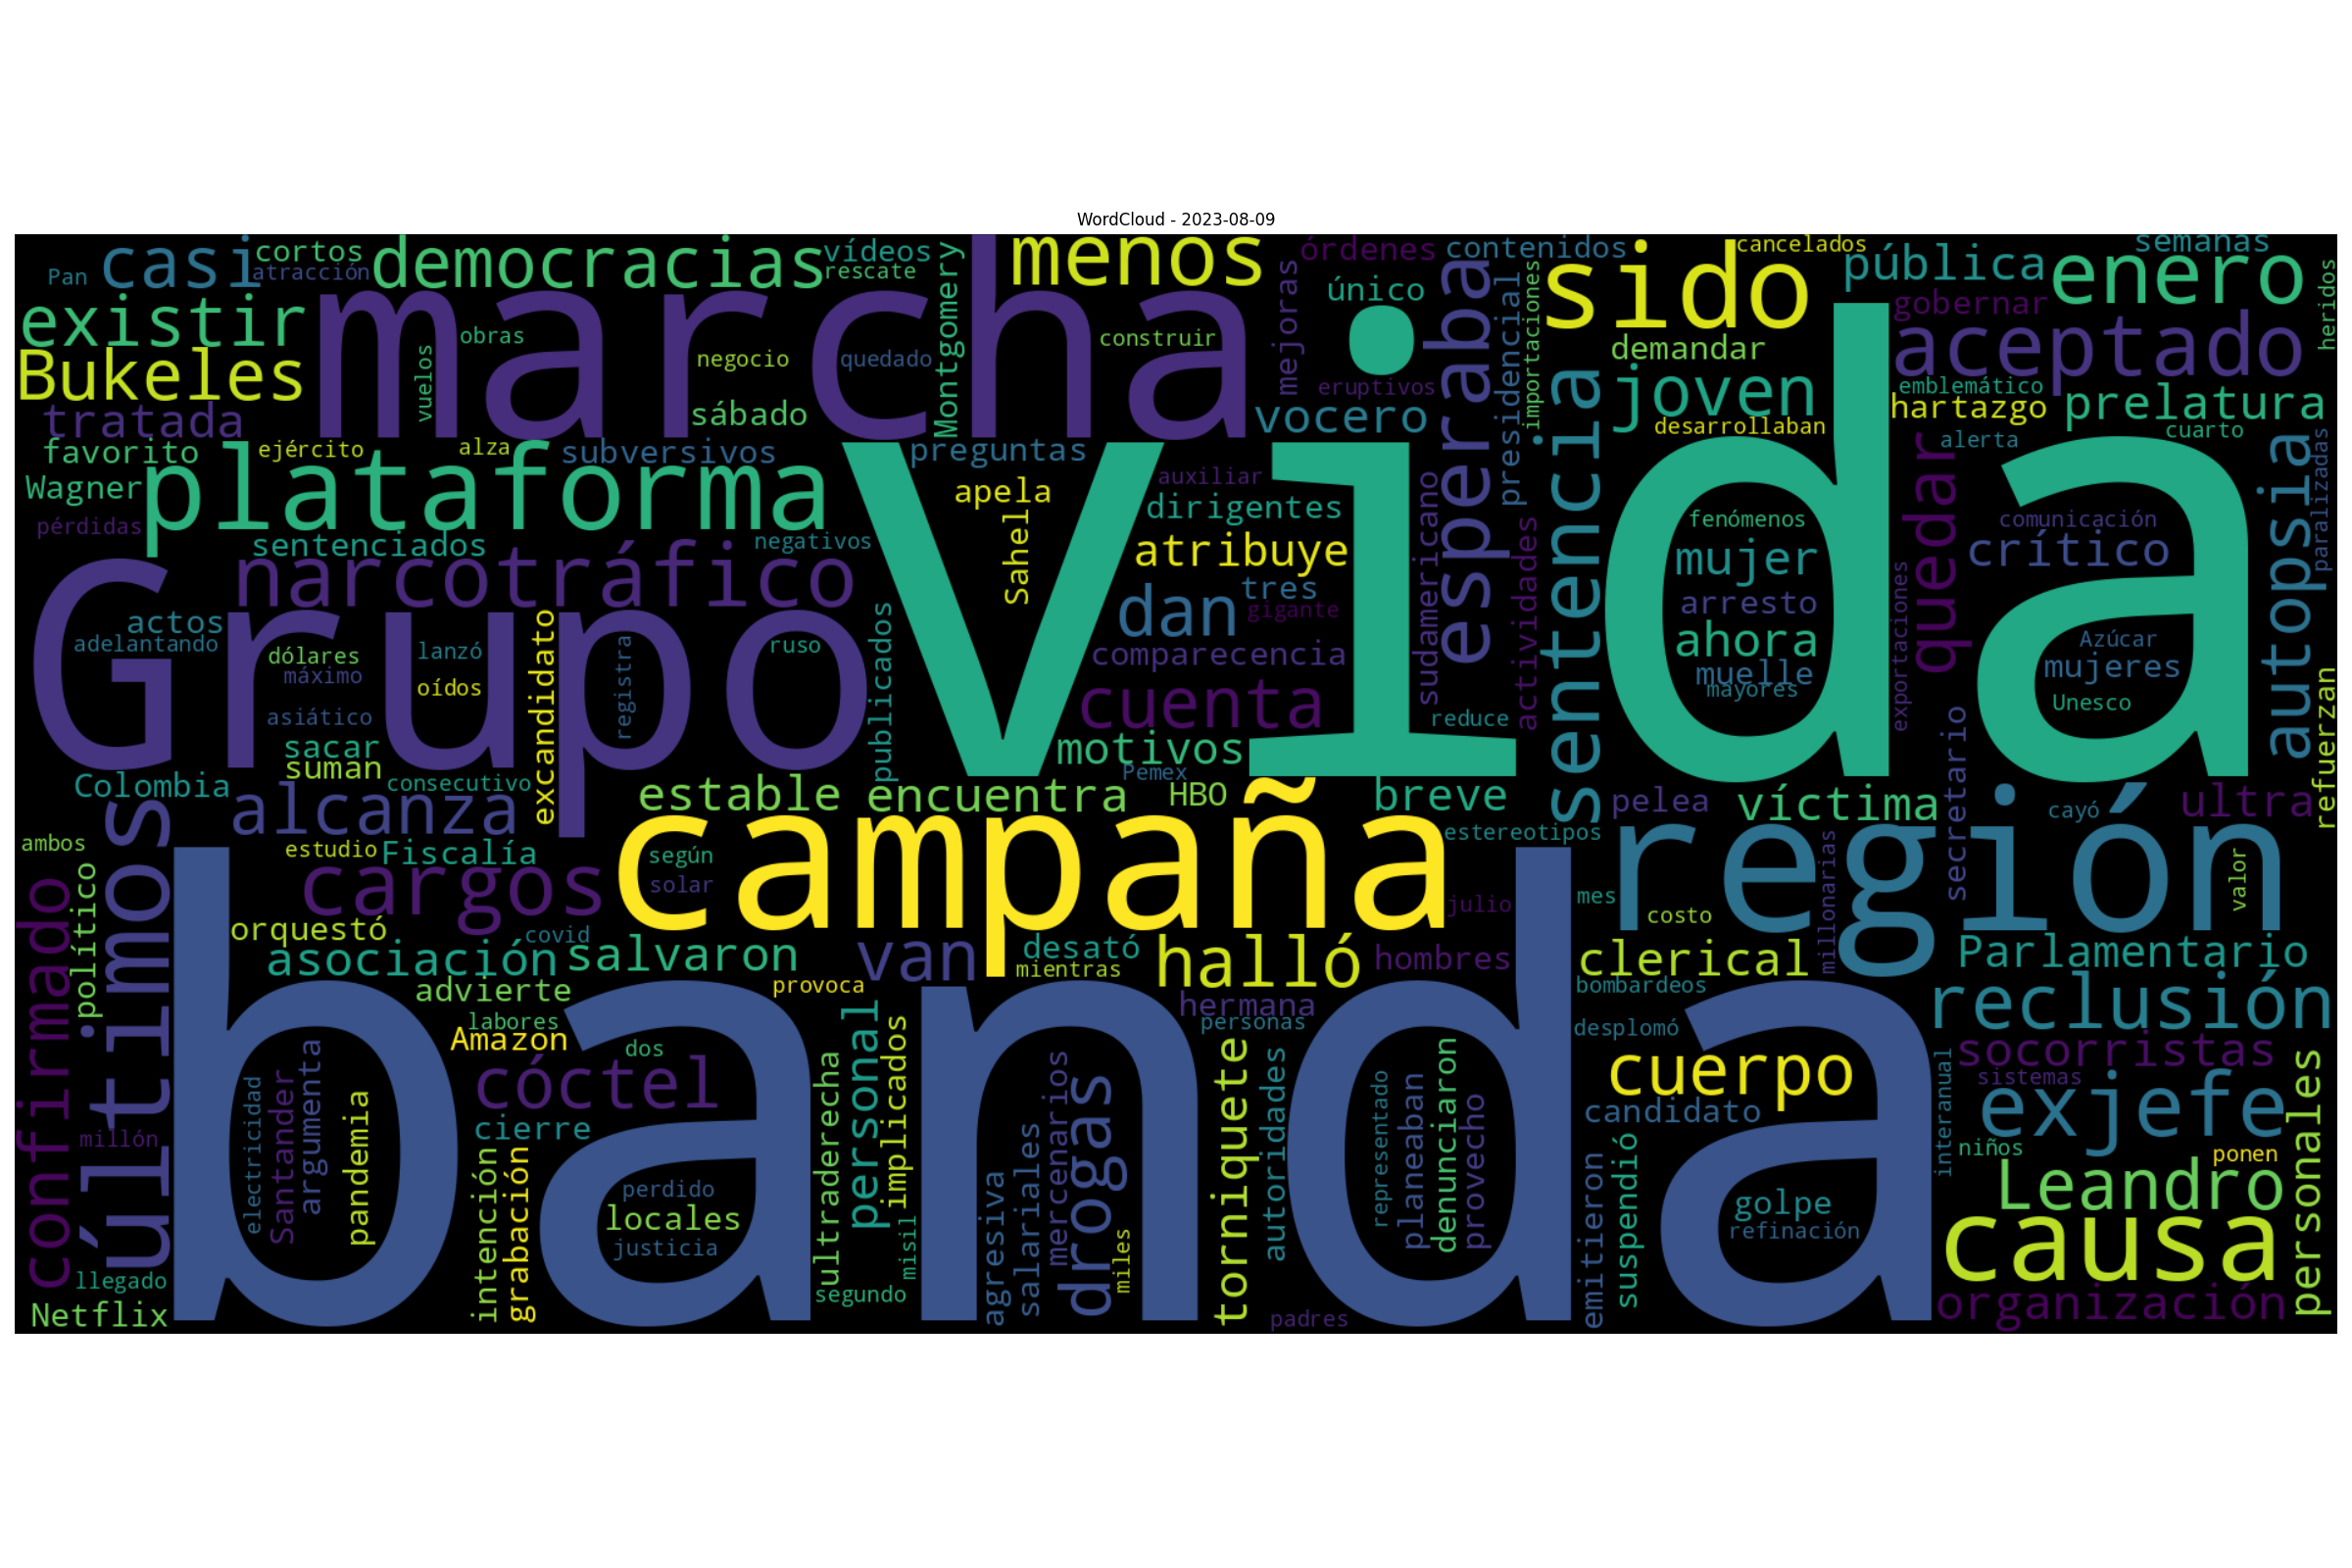 WordCloud - 2023-08-09
Pan
casi
cortos
atracción
democracias
vídeos
rescate
Montgomery
menos
órdenes
contenidos
cancelados
pública
semanas
enero
existir
marcha
obras
vuelos
negocio
quedado
construir
sábado
único
mejoras
eruptivos
esperaba
presidencial
importaciones
sido
demandar
gobernar
aceptado
heridos
Bukeles
tratada
vocero
joven
desarrollaban
emblemático
hartazgo
prelatura
cuarto
favorito
ejército
alza
subversivos
preguntas
alerta
Wagner
plataforma
pérdidas
sentenciados
negativos
vida
apela
Sahel
auxiliar
dirigentes
atribuye
sudamericano
actividades
sentencia
fenómenos
mujer
arresto
ahora
muelle
mayores
quedar
comunicación
crítico
autopsia
paralizadas
Grupo
narcotráfico
actos
adelantando
dólares
máximo
asiático
lanzó
oídos
excandidato
registra
ruso
publicados
dan
tres
gigante
comparecencia
cuenta
reduce
motivos
exportaciones
Azúcar
mujeres
Unesco
refuerzan
sacar
suman
Colombia
consecutivo
alcanza
estable
encuentra
Pemex
HBO
breve
pelea
víctima
secretario
cayó
ultra
ambos
últimos
estudio
Fiscalía
según
solar
campaña
estereotipos
región
valor
confirmado
político
cargos
julio
mes
costo
millonarias
orquestó
covid
asociación
salvaron
van
desató
mientras
halló
hombres
clerical
Parlamentario
advierte
provoca
hermana
bombardeos
reclusión
labores
Amazon
dos
banda
personas
desplomó
socorristas
sistemas
electricidad
Santander
argumenta
pandemia
cóctel
cierre
ultraderecha
personal
implicados
mercenarios
drogas
torniquete
autoridades
representado
planeaban
denunciaron
provecho
cuerpo
candidato
interanual
exjefe
personales
millón
intención
grabación
perdido
locales
justicia
misil
agresiva
salariales
miles
emitieron
suspendió
golpe
refinación
niños
ponen
Leandro
causa
llegado
Netflix
segundo
padres
organización